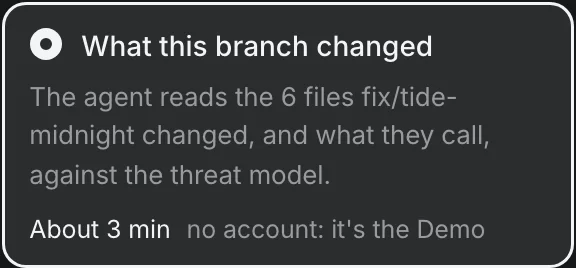 What this branch changed
The agent reads the 6 files fix/tide-
midnight changed, and what they call,
against the threat model.
About 3 min no account: it's the Demo